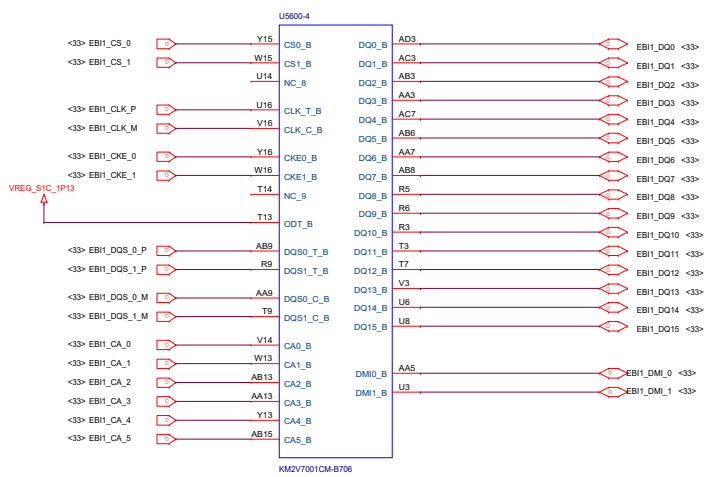 U5600-4
<33> EBI1_CS_0 Y15 CS0_B DQ0_B AD3 EBI1_DQ0 <33>
<33> EBI1_CS_1 W15 CS1_B DQ1_B AC3 EBI1_DQ1 <33>
U14 NC_8 DQ2_B AB3 EBI1_DQ2 <33>
DQ3_B AA3 EBI1_DQ3 <33>
<33> EBI1_CLK_P U16 CLK_T_B DQ4_B AC7 EBI1_DQ4 <33>
<33> EBI1_CLK_M V16 CLK_C_B DQ5_B AB6 EBI1_DQ5 <33>
<33> EBI1_CKE_0 Y16 CKE0_B DQ6_B AA7 EBI1_DQ6 <33>
<33> EBI1_CKE_1 W16 CKE1_B DQ7_B AB8 EBI1_DQ7 <33>
VREG_S1C_1P13 T14 NC_9 DQ8_B R5 EBI1_DQ8 <33>
DQ9_B R6 EBI1_DQ9 <33>
T13 ODT_B DQ10_B R3 EBI1_DQ10 <33>
<33> EBI1_DQS_0_P AB9 DQS0_T_B DQ11_B T3 EBI1_DQ11 <33>
<33> EBI1_DQS_1_P R9 DQS1_T_B DQ12_B T7 EBI1_DQ12 <33>
DQ13_B V3 EBI1_DQ13 <33>
<33> EBI1_DQS_0_M AA9 DQS0_C_B DQ14_B U6 EBI1_DQ14 <33>
<33> EBI1_DQS_1_M T9 DQS1_C_B DQ15_B U8 EBI1_DQ15 <33>
<33> EBI1_CA_0 V14 CA0_B
<33> EBI1_CA_1 W13 CA1_B DMI0_B AA5 EBI1_DMI_0 <33>
<33> EBI1_CA_2 AB13 CA2_B DMI1_B U3 EBI1_DMI_1 <33>
<33> EBI1_CA_3 AA13 CA3_B
<33> EBI1_CA_4 Y13 CA4_B
<33> EBI1_CA_5 AB15 CA5_B
KM2V7001CM-B706